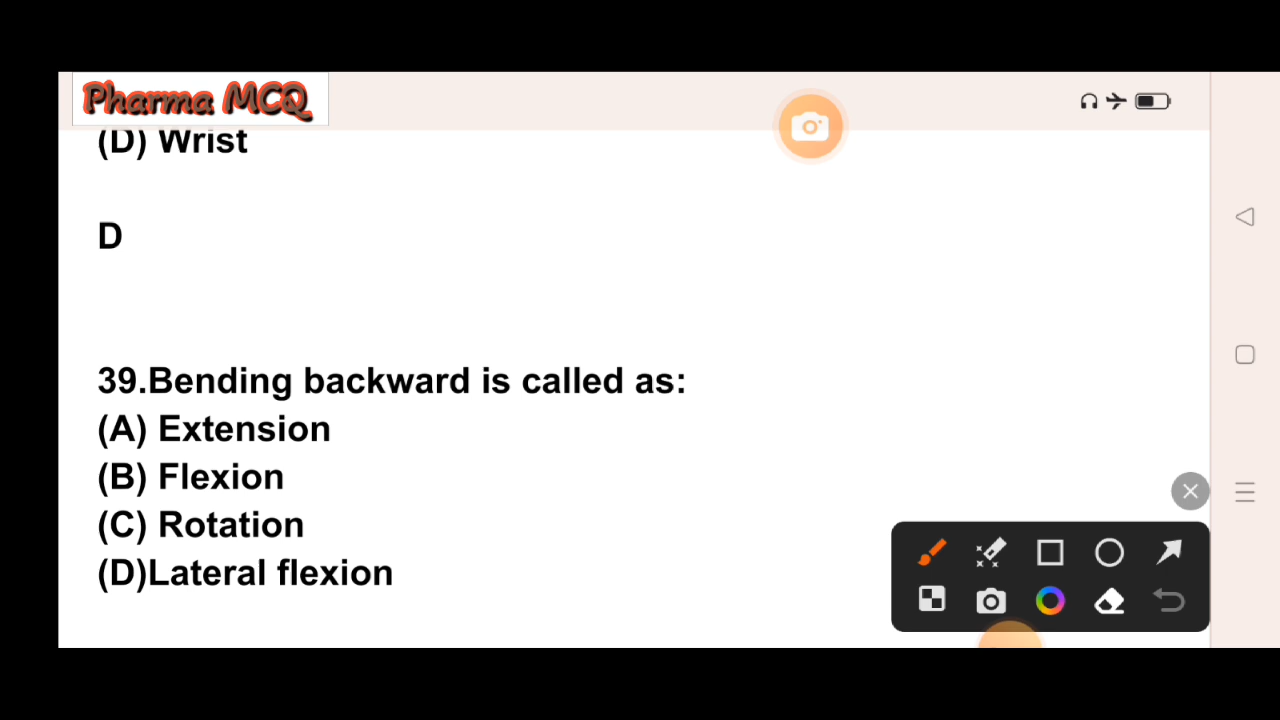 Pharma MCQ
(D) Wrist
D
39.Bending backward is called as:
(A) Extension
(B) Flexion
(C) Rotation
(D)Lateral flexion